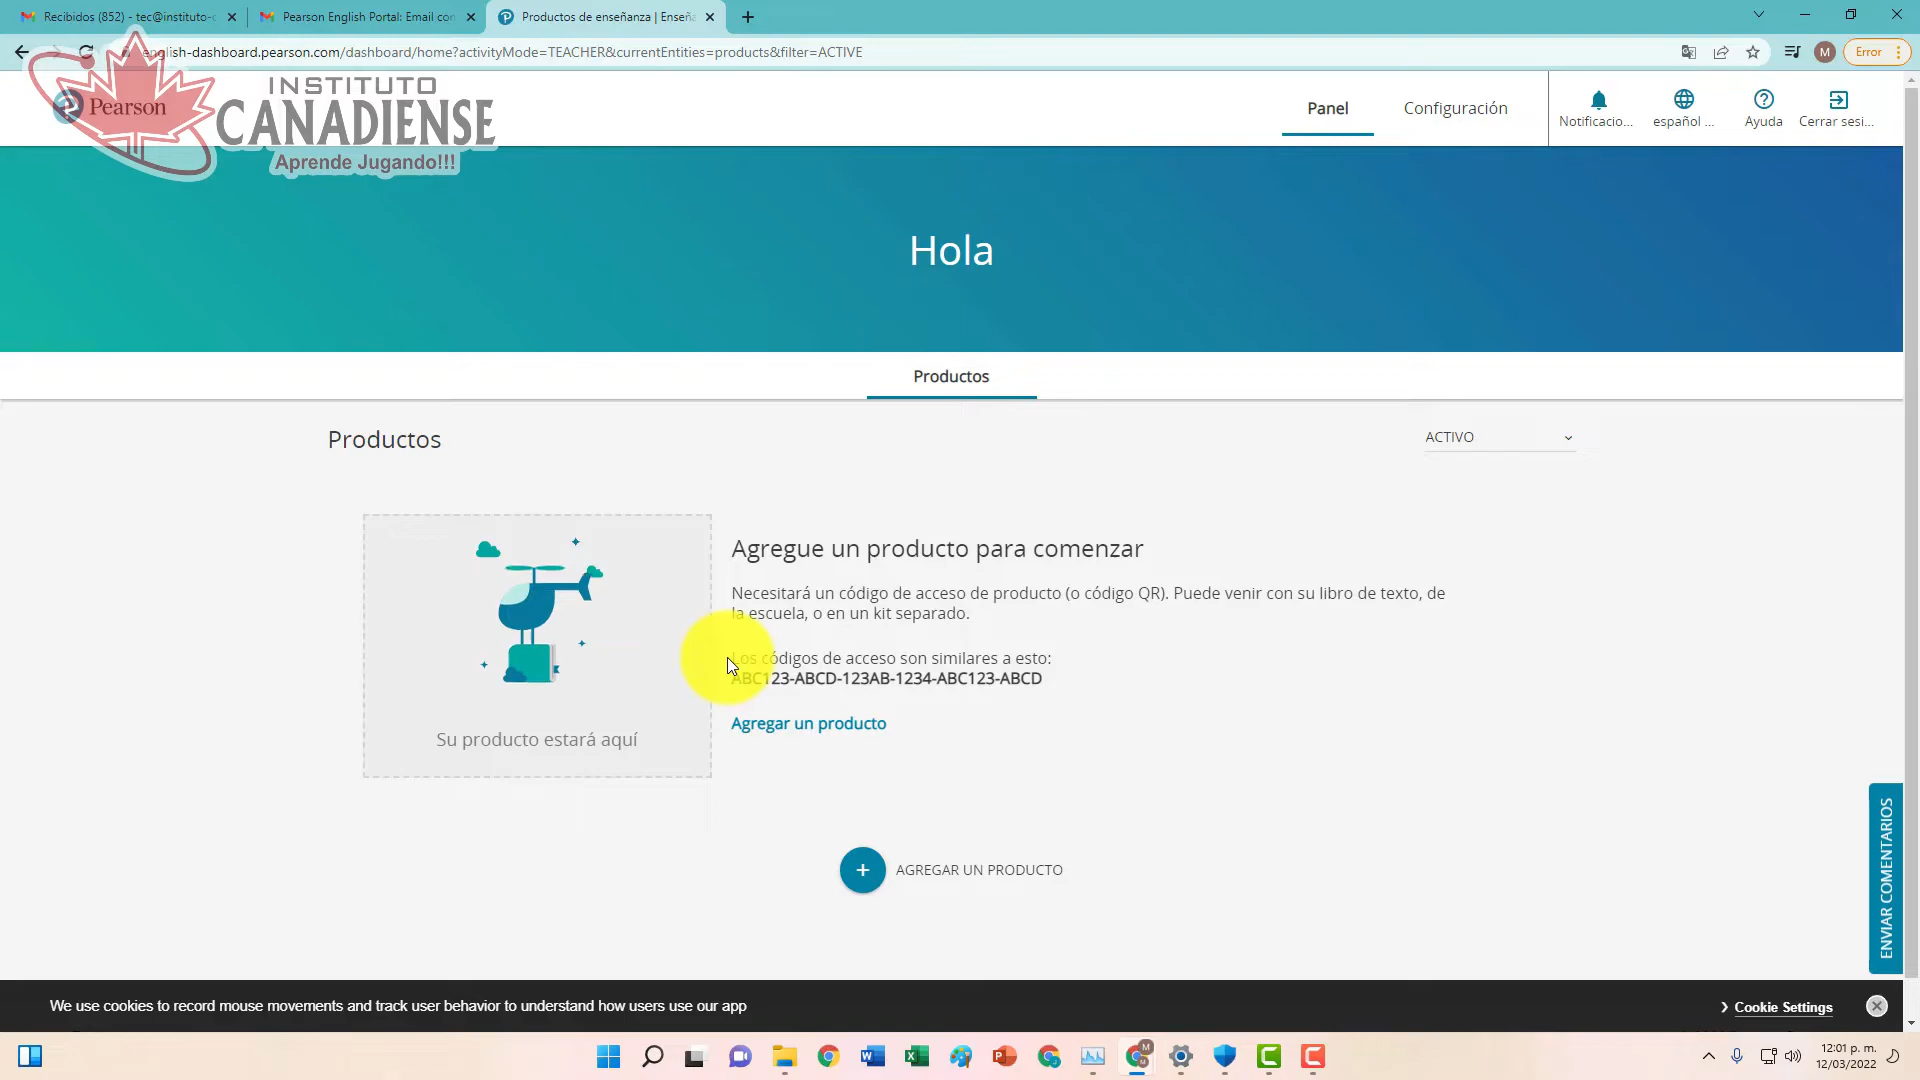 Recibidos (852) - tec@instituto-c
Pearson English Portal: Email con
Productos de enseñanza | Enseña
english-dashboard.pearson.com/dashboard/home?activityMode=TEACHER&currentEntities=products&filter=ACTIVE
M
Error
Pearson
INSTITUTO
CANADIENSE
Aprende Jugando!!!
Panel
Configuración
Notificacio...
español ...
Ayuda
Cerrar sesi...
Hola
Productos
Productos
ACTIVO
Agregue un producto para comenzar
Necesitará un código de acceso de producto (o código QR). Puede venir con su libro de texto, de
la escuela, o en un kit separado.
Los códigos de acceso son similares a esto:
ABC123-ABCD-123AB-1234-ABC123-ABCD
Agregar un producto
Su producto estará aquí
AGREGAR UN PRODUCTO
ENVIAR COMENTARIOS
We use cookies to record mouse movements and track user behavior to understand how users use our app
Cookie Settings
12:01 p. m.
12/03/2022